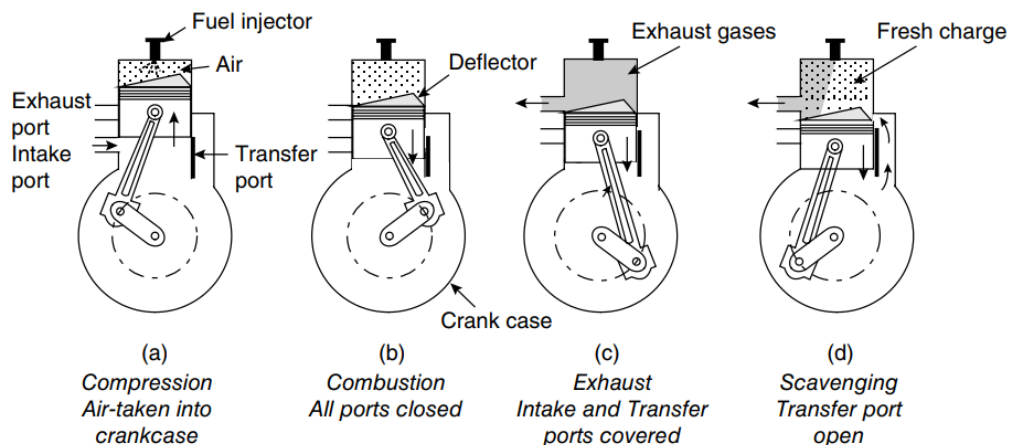 Fuel injector
Air
Exhaust
port
Intake
port
Transfer
port
Deflector
Crank case
Exhaust gases
Fresh charge
(a)
Compression
Air-taken into
crankcase
(b)
Combustion
All ports closed
(c)
Exhaust
Intake and Transfer
ports covered
(d)
Scavenging
Transfer port
open